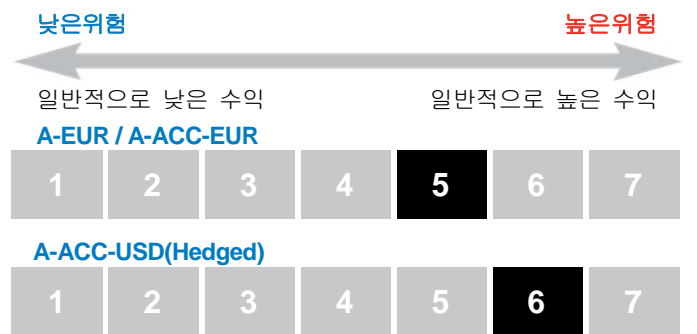 낮은위험 높은위험
일반적으로 낮은 수익 일반적으로 높은 수익
A-EUR / A-ACC-EUR
1 2 3 4 5 6 7
A-ACC-USD(Hedged)
1 2 3 4 5 6 7